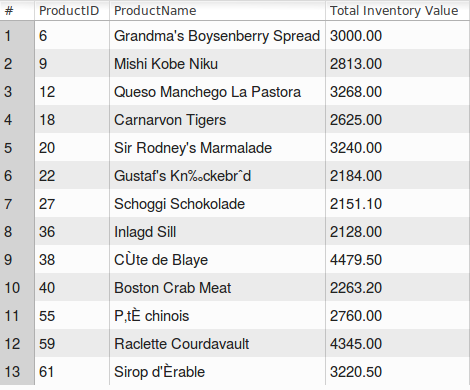 # ProductID ProductName Total Inventory Value
1 6 Grandma's Boysenberry Spread 3000.00
2 9 Mishi Kobe Niku 2813.00
3 12 Queso Manchego La Pastora 3268.00
4 18 Carnarvon Tigers 2625.00
5 20 Sir Rodney's Marmalade 3240.00
6 22 Gustaf's Kn‰ckebrˆd 2184.00
7 27 Schoggi Schokolade 2151.10
8 36 Inlagd Sill 2128.00
9 38 CÙte de Blaye 4479.50
10 40 Boston Crab Meat 2263.20
11 55 P‚tÈ chinois 2760.00
12 59 Raclette Courdavault 4345.00
13 61 Sirop d'Èrable 3220.50